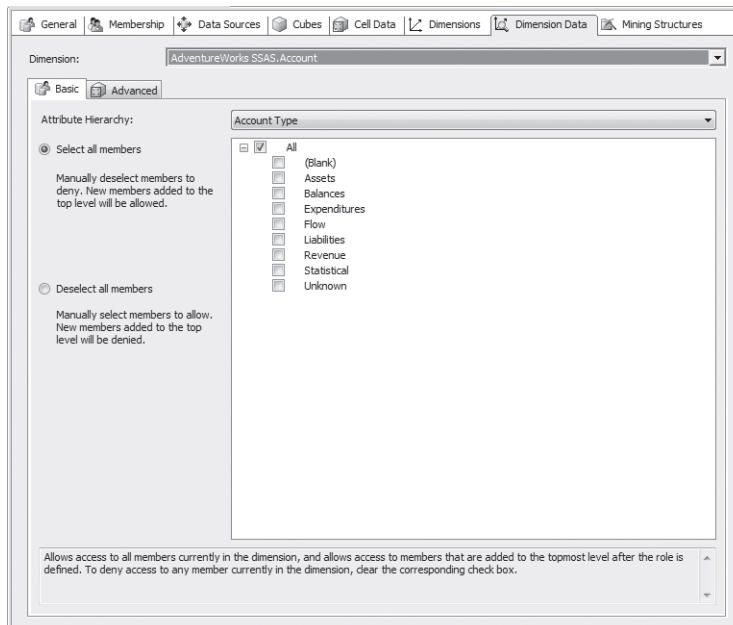 General Membership Data Sources Cubes Cell Data Dimensions Dimension Data Mining Structures
Dimension: AdventureWorks SSAS.Account
Basic Advanced
Attribute Hierarchy: Account Type
Select all members
Manually deselect members to
deny. New members added to the
top level will be allowed.
Deselect all members
Manually select members to allow.
New members added to the top
level will be denied.
All
(Blank)
Assets
Balances
Expenditures
Flow
Liabilities
Revenue
Statistical
Unknown
Allows access to all members currently in the dimension, and allows access to members that are added to the topmost level after the role is
defined. To deny access to any member currently in the dimension, clear the corresponding check box.